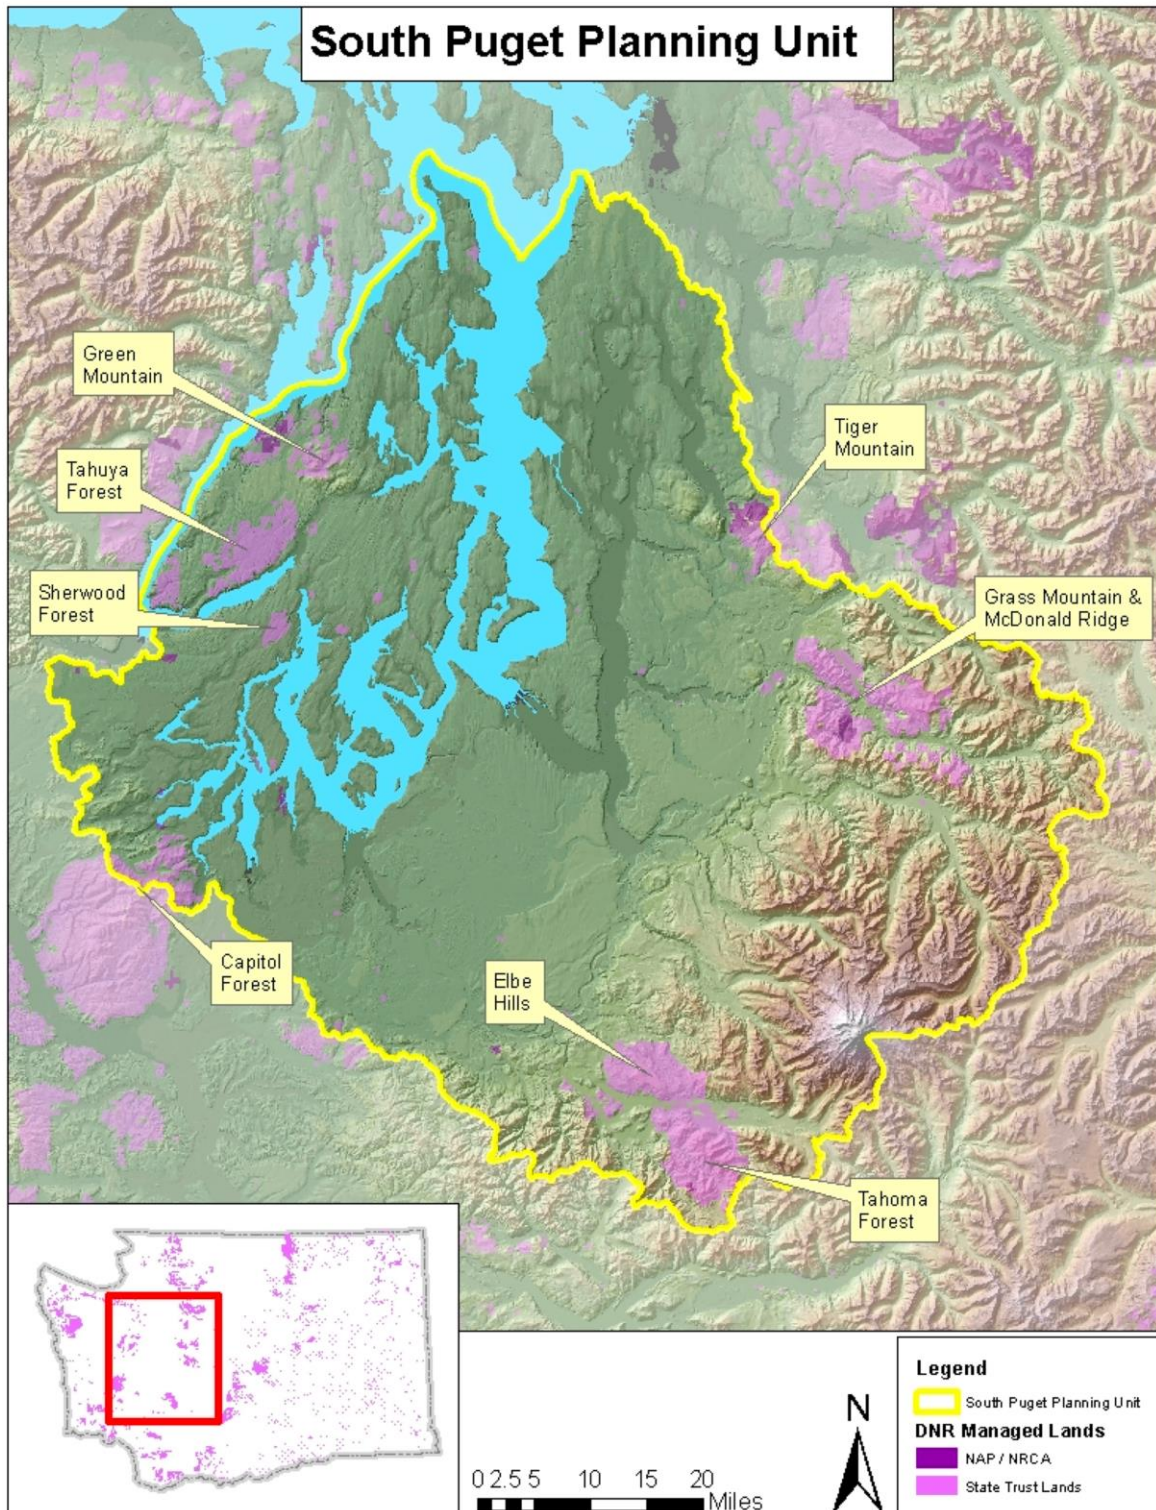 South Puget Planning Unit
Green
Mountain
Tahuya
Forest
Sherwood
Forest
Tiger
Mountain
Grass Mountain &
McDonald Ridge
Capitol
Forest
Elbe
Hills
Tahoma
Forest
N
0 2.5 5 10 15 20
Miles
Legend
South Puget Planning Unit
DNR Managed Lands
NAP / NRCA
State Trust Lands